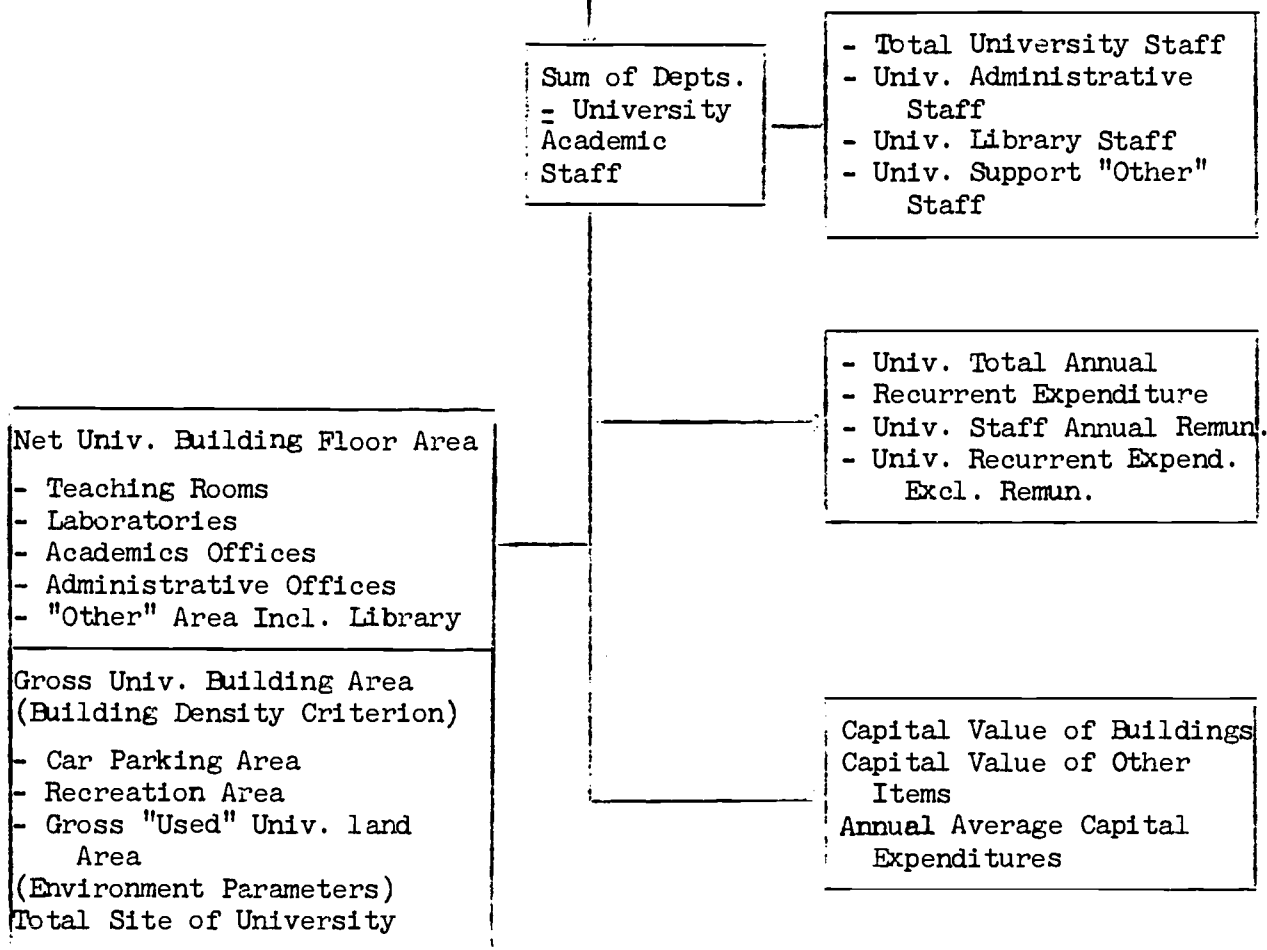 Sum of Depts.
= University
Academic
Staff
- Total University Staff
- Univ. Administrative
Staff
- Univ. Library Staff
- Univ. Support "Other"
Staff
- Univ. Total Annual
- Recurrent Expenditure
- Univ. Staff Annual Remun.
- Univ. Recurrent Expend.
Excl. Remun.
Net Univ. Building Floor Area
- Teaching Rooms
- Laboratories
- Academics Offices
- Administrative Offices
- "Other" Area Incl. Library
Gross Univ. Building Area
(Building Density Criterion)
- Car Parking Area
- Recreation Area
- Gross "Used" Univ. land
Area
(Environment Parameters)
Total Site of University
Capital Value of Buildings
Capital Value of Other
Items
Annual Average Capital
Expenditures